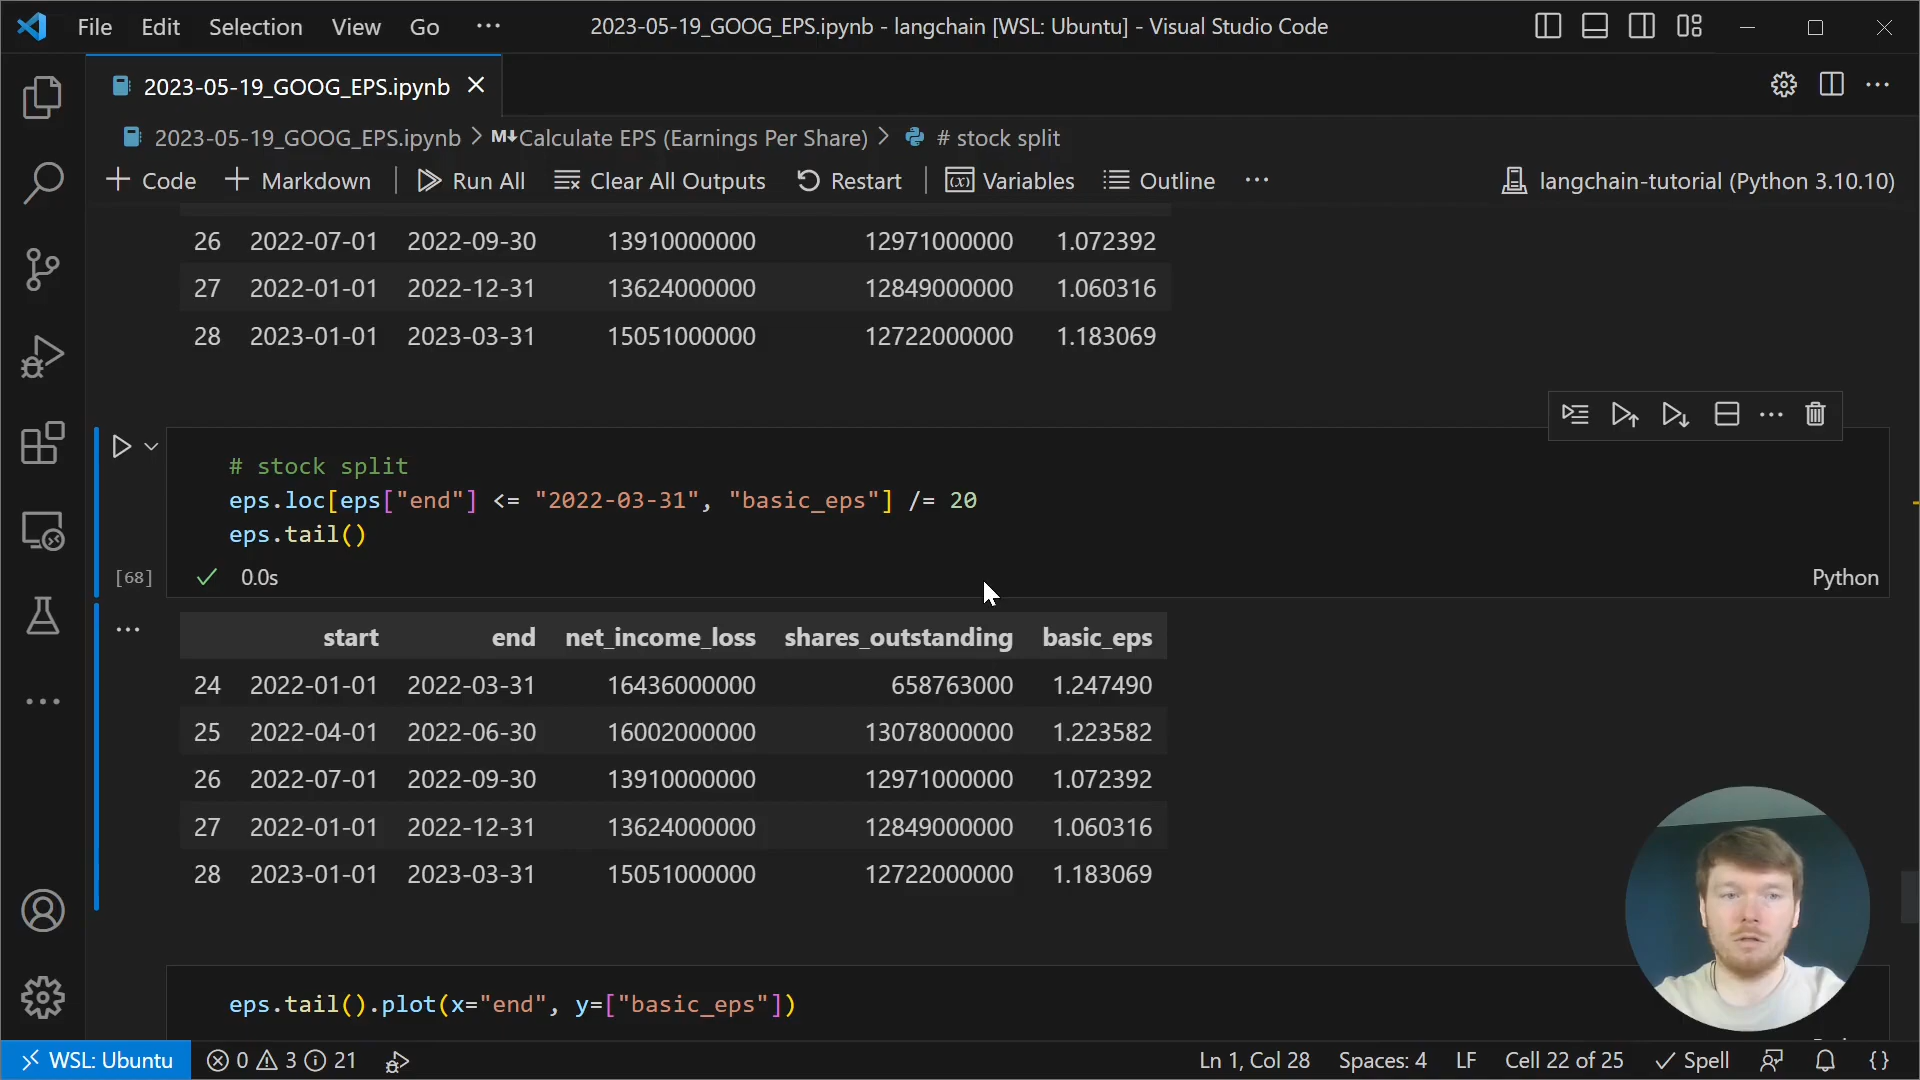 File Edit Selection View Go ··· 2023-05-19_GOOG_EPS.ipynb - langchain [WSL: Ubuntu] - Visual Studio Code
2023-05-19_GOOG_EPS.ipynb
2023-05-19_GOOG_EPS.ipynb > M↓Calculate EPS (Earnings Per Share) > # stock split
+ Code + Markdown | Run All Clear All Outputs Restart | Variables Outline ··· langchain-tutorial (Python 3.10.10)
26 2022-07-01 2022-09-30 13910000000 12971000000 1.072392
27 2022-01-01 2022-12-31 13624000000 12849000000 1.060316
28 2023-01-01 2023-03-31 15051000000 12722000000 1.183069
# stock split
eps.loc[eps["end"] <= "2022-03-31", "basic_eps"] /= 20
eps.tail()
[68] ✓ 0.0s Python
start end net_income_loss shares_outstanding basic_eps
24 2022-01-01 2022-03-31 16436000000 658763000 1.247490
25 2022-04-01 2022-06-30 16002000000 13078000000 1.223582
26 2022-07-01 2022-09-30 13910000000 12971000000 1.072392
27 2022-01-01 2022-12-31 13624000000 12849000000 1.060316
28 2023-01-01 2023-03-31 15051000000 12722000000 1.183069
eps.tail().plot(x="end", y=["basic_eps"])
WSL: Ubuntu 0 3 21 Ln 1, Col 28 Spaces: 4 LF Cell 22 of 25 ✓ Spell {}